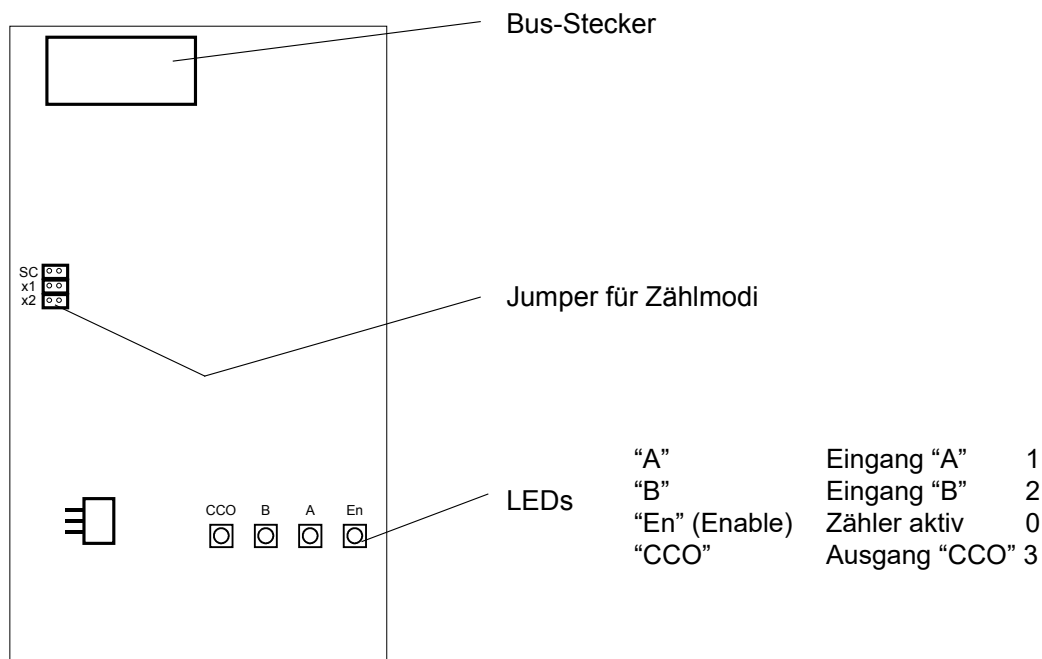 Bus-Stecker
SC
x1
x2
Jumper für Zählmodi
CCO B A En
LEDs
“A” Eingang “A” 1
“B” Eingang “B” 2
“En” (Enable) Zähler aktiv 0
“CCO” Ausgang “CCO” 3